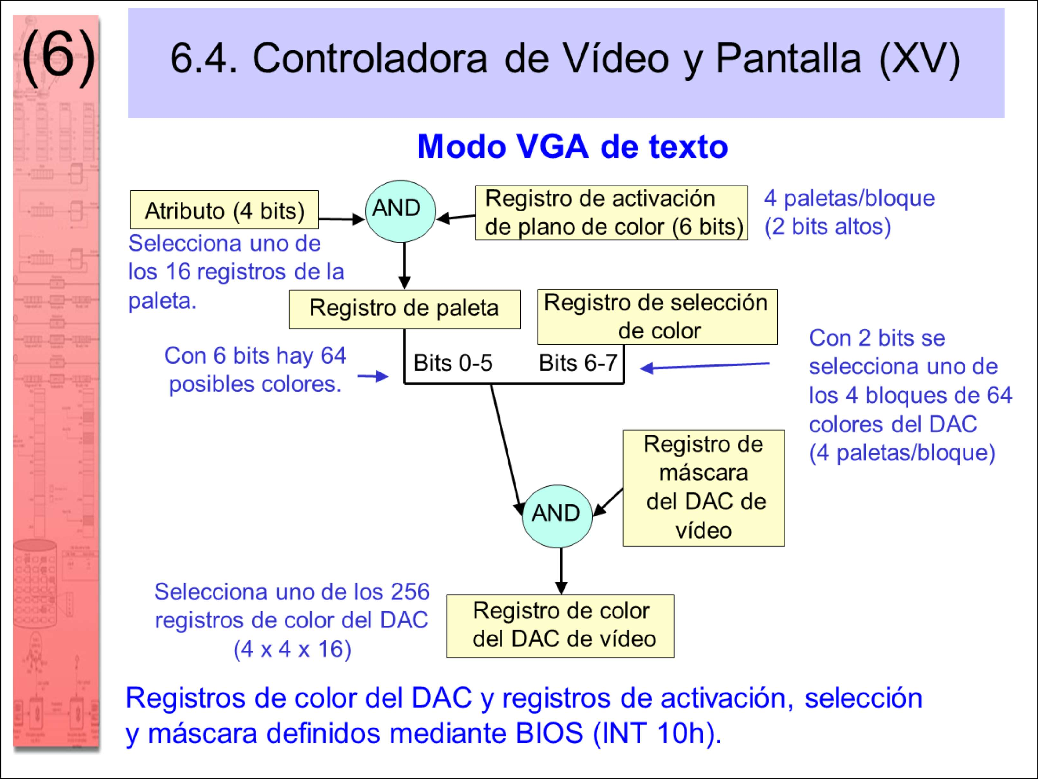 (6)
6.4. Controladora de Vídeo y Pantalla (XV)
Modo VGA de texto
Atributo (4 bits)
AND
Registro de activación
de plano de color (6 bits)
4 paletas/bloque
(2 bits altos)
Selecciona uno de
los 16 registros de la
paleta.
Registro de paleta
Registro de selección
de color
Con 6 bits hay 64
posibles colores.
Bits 0-5
Bits 6-7
Con 2 bits se
selecciona uno de
los 4 bloques de 64
colores del DAC
(4 paletas/bloque)
Registro de
máscara
del DAC de
vídeo
AND
Selecciona uno de los 256
registros de color del DAC
(4 x 4 x 16)
Registro de color
del DAC de vídeo
Registros de color del DAC y registros de activación, selección
y máscara definidos mediante BIOS (INT 10h).